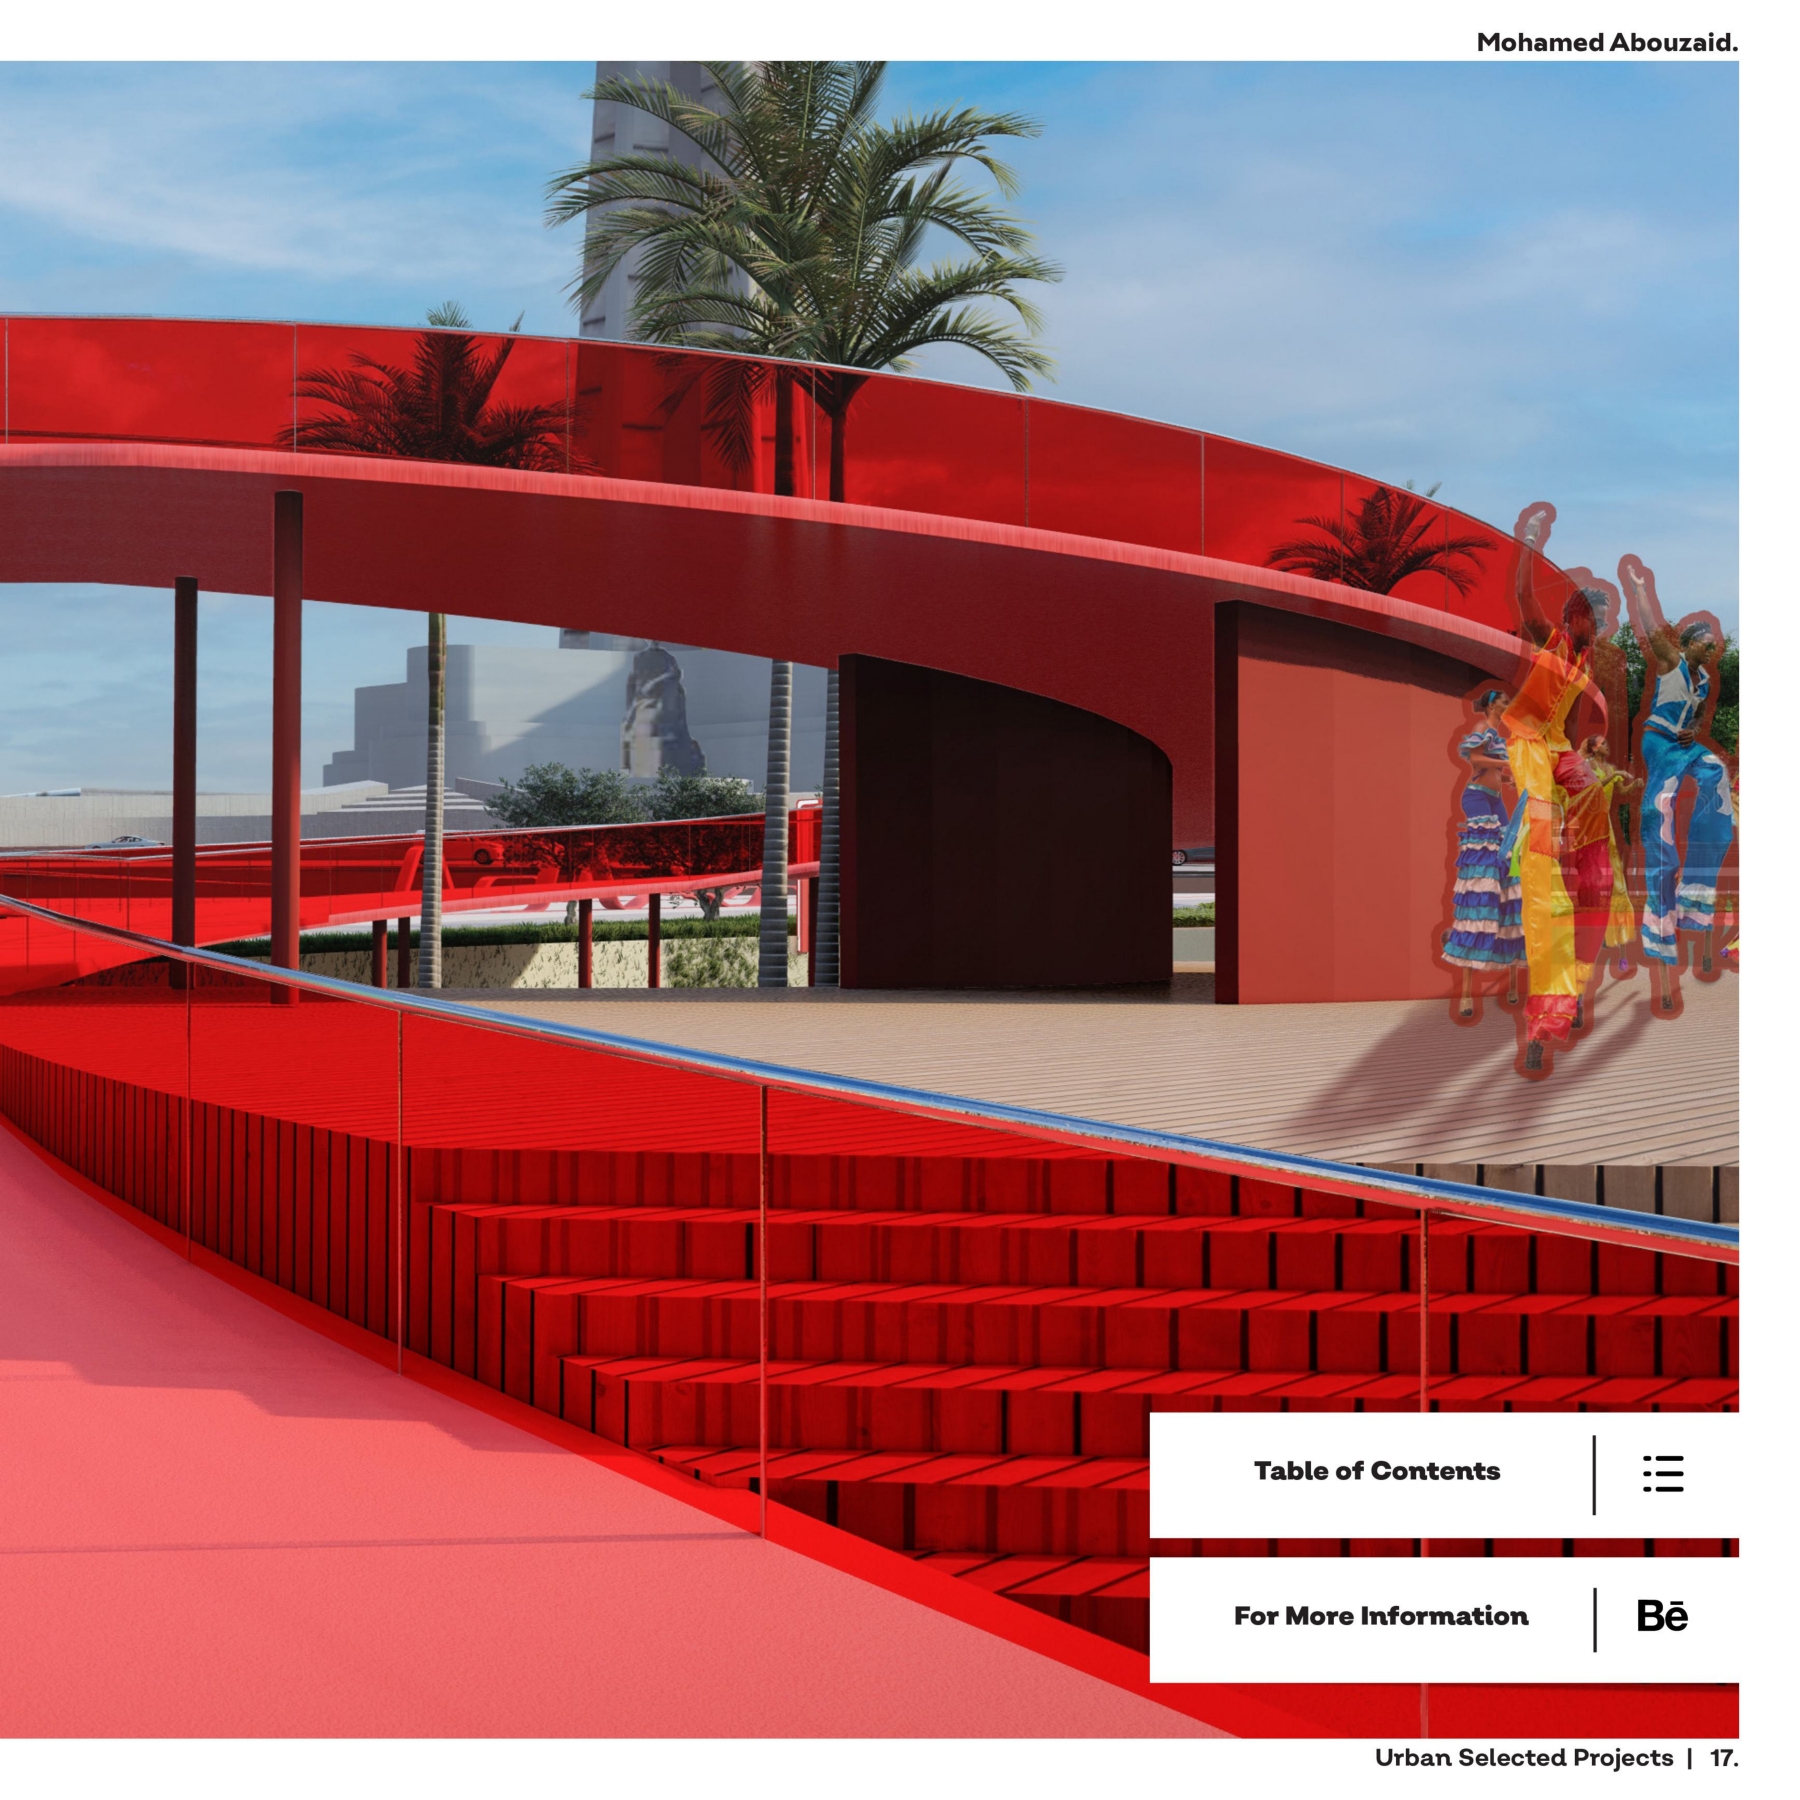 Mohamed Abouzaid.
Table of Contents
For More Information
Bē
Urban Selected Projects | 17.